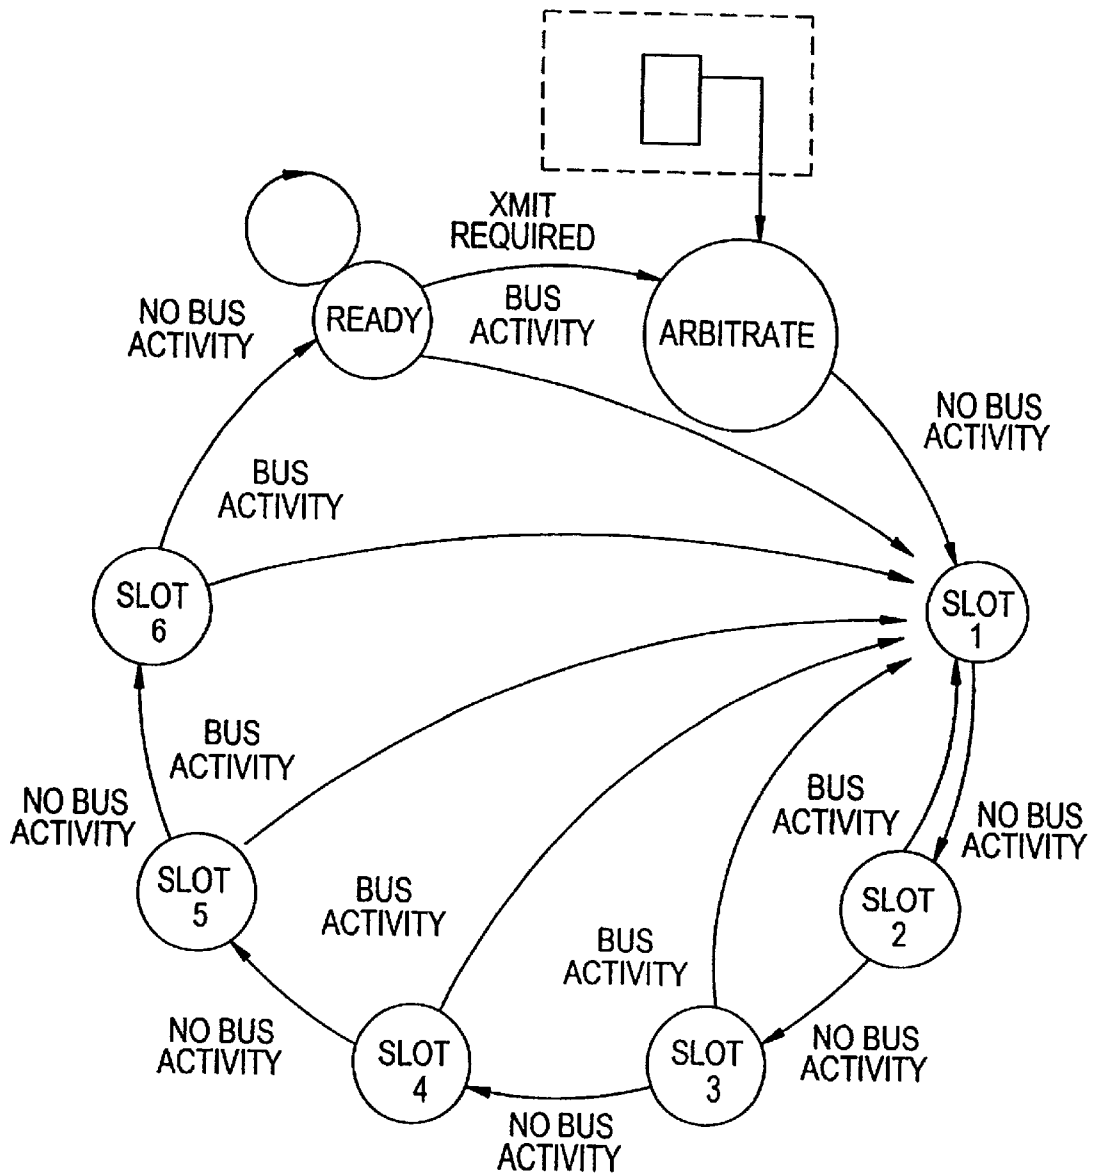 XMIT
REQUIRED
NO BUS
ACTIVITY
READY
BUS
ACTIVITY
ARBITRATE
NO BUS
ACTIVITY
BUS
ACTIVITY
SLOT
6
SLOT
1
BUS
ACTIVITY
NO BUS
ACTIVITY
BUS
ACTIVITY
NO BUS
ACTIVITY
SLOT
5
BUS
ACTIVITY
SLOT
2
BUS
ACTIVITY
NO BUS
ACTIVITY
SLOT
4
SLOT
3
NO BUS
ACTIVITY
NO BUS
ACTIVITY